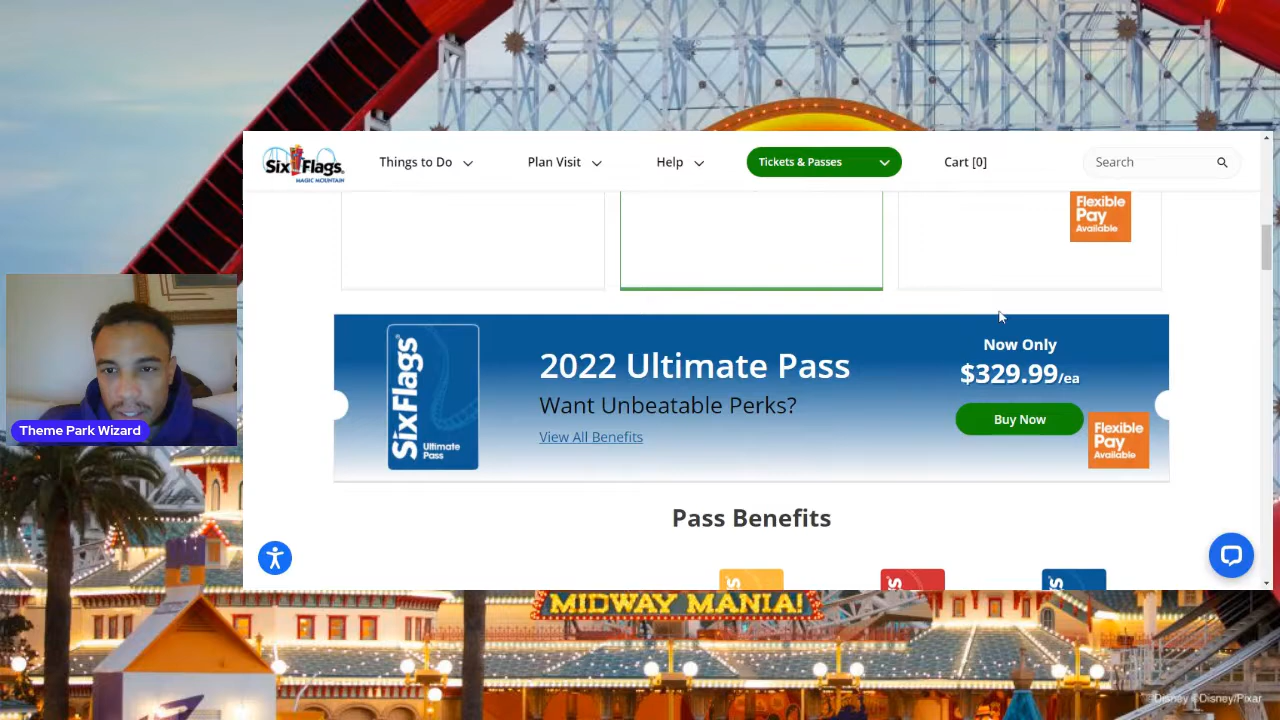 Six Flags
MAGIC MOUNTAIN
Things to Do
Plan Visit
Help
Tickets & Passes
Cart [0]
Search
Flexible
Pay
Available
SixFlags
Ultimate
Pass
2022 Ultimate Pass
Want Unbeatable Perks?
View All Benefits
Now Only
$329.99/ea
Buy Now
Flexible
Pay
Available
Pass Benefits
Theme Park Wizard
MIDWAY MANIA!
©Disney ©Disney/Pixar